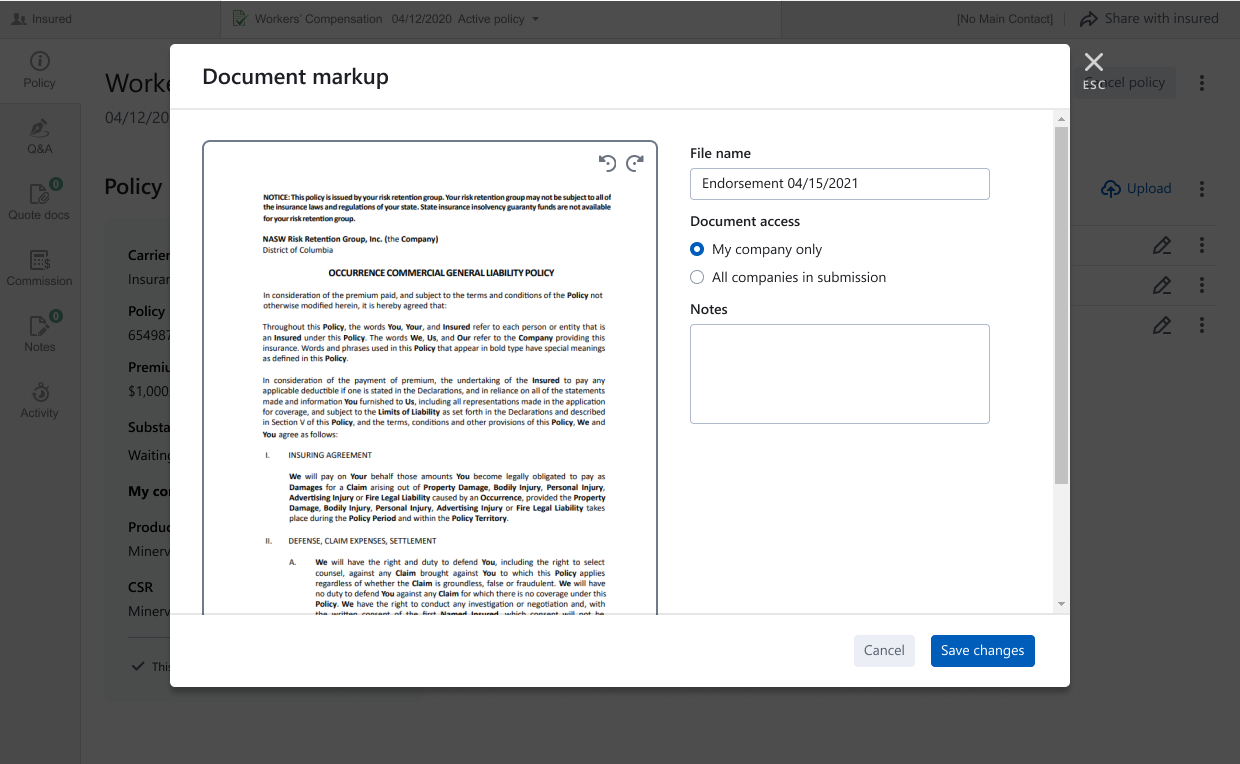 Insured
Workers' Compensation 04/12/2020 Active policy
[No Main Contact]
Share with insured
Policy
Q&A
0
Quote docs
Commission
0
Notes
Activity
04/12/20
Policy
Carrier
Policy
$1,000
CSR
policy
Upload
ESC
Document markup
NOTICE: This policy is issued by your risk retention group. Your risk retention group may not be subject to all of
the insurance laws and regulations of your state. State insurance insolvency guaranty funds are not available
for your risk retention group.
NASW Risk Retention Group, Inc. (the Company)
District of Columbia
OCCURRENCE COMMERCIAL GENERAL LIABILITY POLICY
In consideration of the premium paid, and subject to the terms and conditions of the Policy not
otherwise modified herein, it is hereby agreed that:
Throughout this Policy, the words You, Your, and Insured refer to each person or entity that is
an Insured under this Policy. The words We, Us, and Our refer to the Company providing this
insurance. Words and phrases used in this Policy that appear in bold type have special meanings
as defined in this Policy.
In consideration of the payment of premium, the undertaking of the Insured to pay any
applicable deductible if one is stated in the Declarations, and in reliance on all of the statements
made and information You furnished to Us, including all representations made in the application
for coverage, and subject to the Limits of Liability as set forth in the Declarations and described
in Section V of this Policy, and the terms, conditions and other provisions of this Policy, We and
You agree as follows:
I. INSURING AGREEMENT
We will pay on Your behalf those amounts You become legally obligated to pay as
Damages for a Claim arising out of Property Damage, Bodily Injury, Personal Injury,
Advertising Injury or Fire Legal Liability caused by an Occurrence, provided the Property
Damage, Bodily Injury, Personal Injury, Advertising Injury or Fire Legal Liability takes
place during the Policy Period and within the Policy Territory.
II. DEFENSE, CLAIM EXPENSES, SETTLEMENT
A. We will have the right and duty to defend You, including the right to select
counsel, against any Claim brought against You to which this Policy applies
regardless of whether the Claim is groundless, false or fraudulent. We will have
no duty to defend You against any Claim for which there is no coverage under this
Policy. We have the right to conduct any investigation or negotiation and, with
the written consent of the first Named Insured, which consent will not be
File name
Endorsement 04/15/2021
Document access
My company only
All companies in submission
Notes
Cancel
Save changes